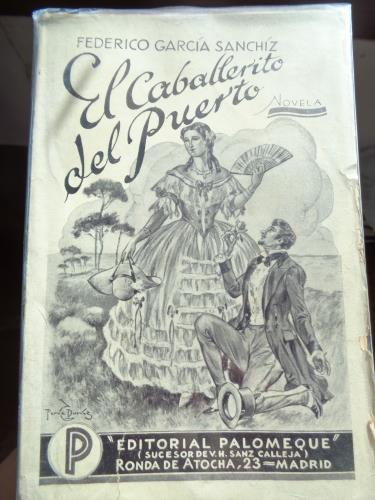 FEDERICO GARCÍA SANCHÍZ
El Caballerito
del Puerto
NOVELA
P
"EDITORIAL PALOMEQUE"
(SUCESOR DE V. H. SANZ CALLEJA)
RONDA DE ATOCHA, 23=MADRID